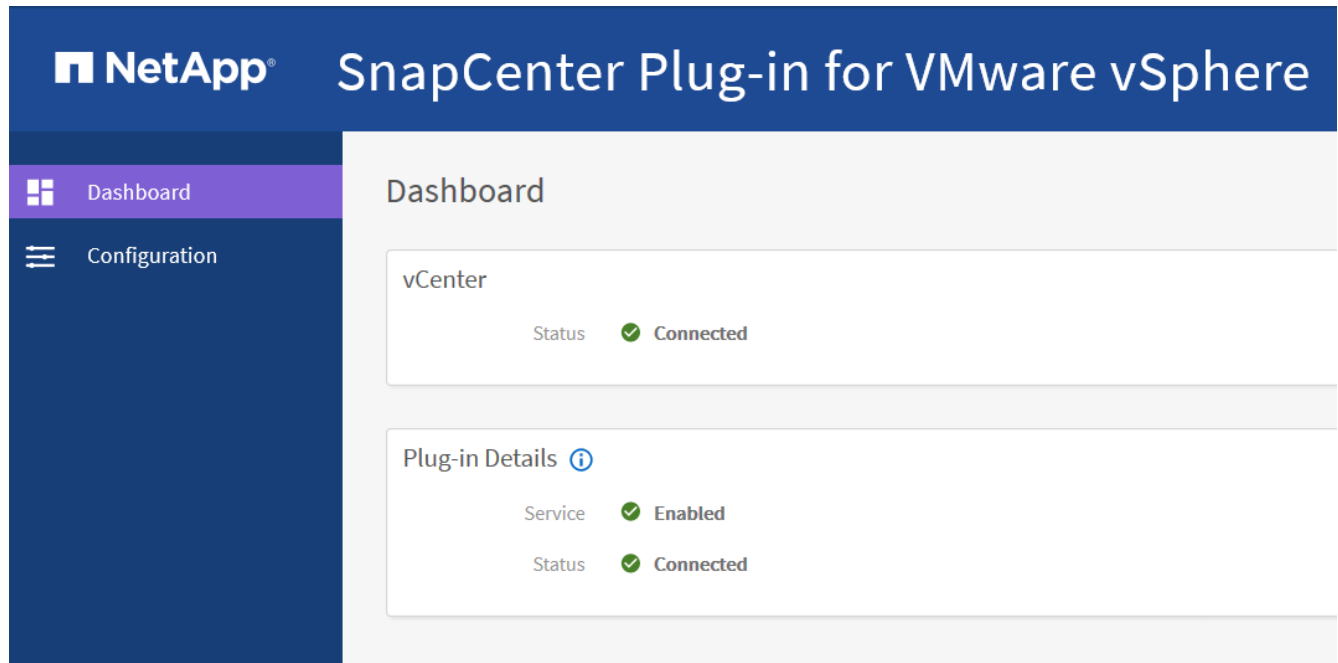 NetApp® SnapCenter Plug-in for VMware vSphere
Dashboard
Configuration
Dashboard
vCenter
Status Connected
Plug-in Details
Service Enabled
Status Connected